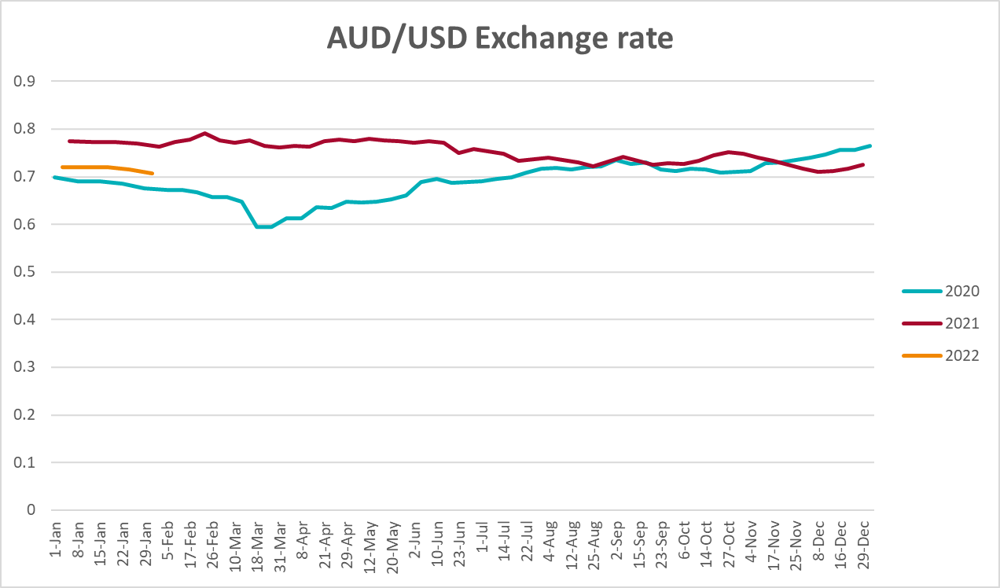 AUD/USD Exchange rate
0.9
0.8
0.7
0.6
0.5
0.4
0.3
0.2
0.1
0
1-Jan
8-Jan
15-Jan
22-Jan
29-Jan
5-Feb
17-Feb
26-Feb
10-Mar
18-Mar
31-Mar
8-Apr
21-Apr
29-Apr
12-May
20-May
2-Jun
10-Jun
23-Jun
1-Jul
14-Jul
22-Jul
4-Aug
12-Aug
25-Aug
2-Sep
15-Sep
23-Sep
6-Oct
14-Oct
27-Oct
4-Nov
17-Nov
25-Nov
8-Dec
16-Dec
29-Dec
2020
2021
2022